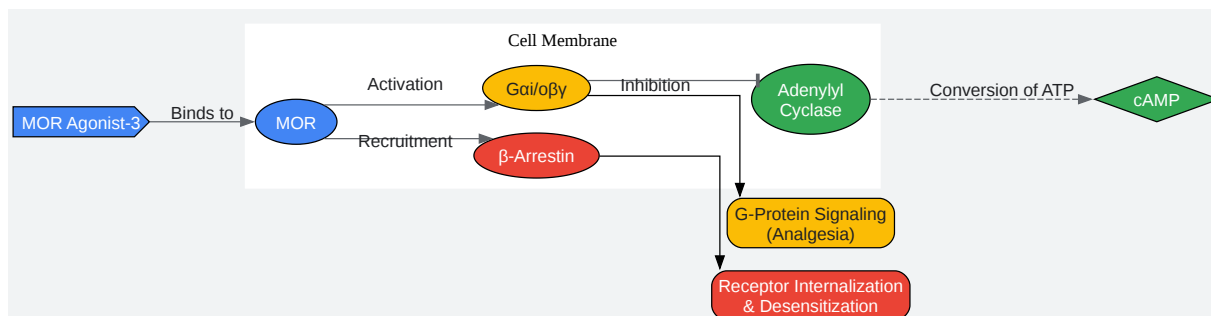 Cell Membrane
MOR Agonist-3
Binds to
MOR
Activation
Recruitment
Gαi/oβγ
β-Arrestin
Inhibition
Adenylyl
Cyclase
Conversion of ATP
cAMP
G-Protein Signaling
(Analgesia)
Receptor Internalization
& Desensitization